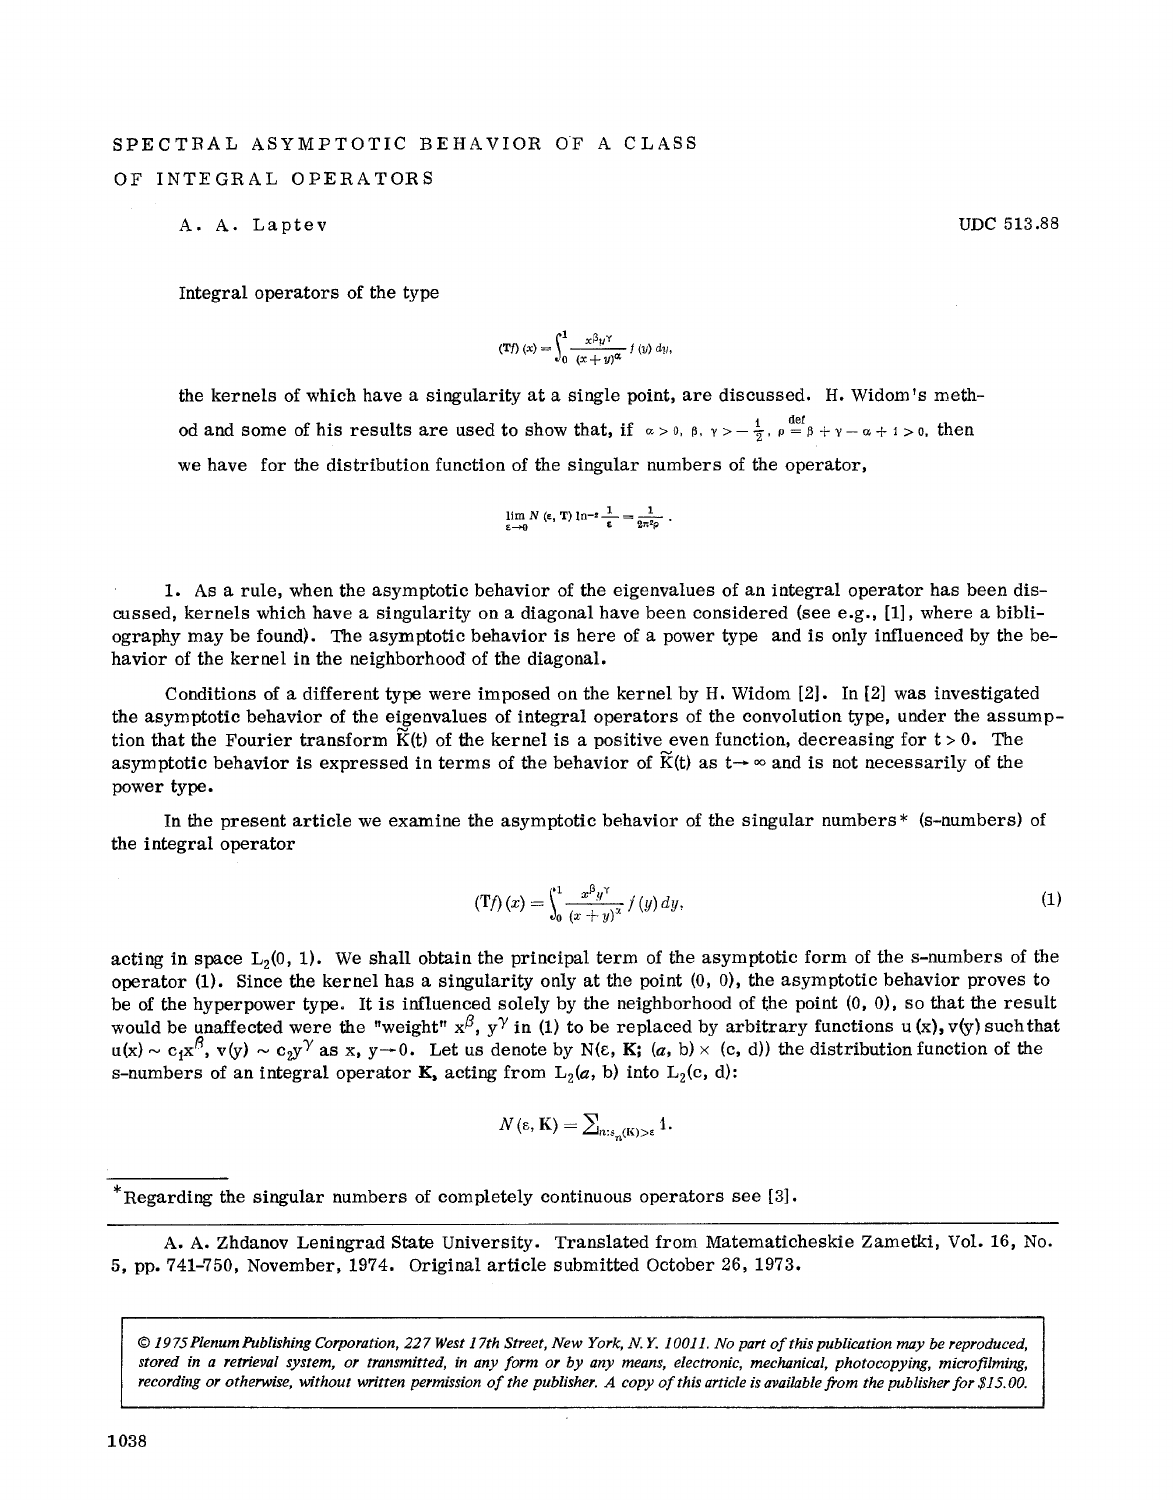 SPECTRAL ASYMPTOTIC BEHAVIOR OF A CLASS
OF INTEGRAL OPERATORS
A. A. Laptev UDC 513.88
Integral operators of the type
(Tf) (x) = ∫₀¹ x^β y^γ / (x + y)^α f (y) dy,
the kernels of which have a singularity at a single point, are discussed. H. Widom's meth-
od and some of his results are used to show that, if α > 0, β, γ > − 1/2, ρ def= β + γ − α + 1 > 0, then
we have for the distribution function of the singular numbers of the operator,
lim_{ε→0} N (ε, T) ln⁻² 1/ε = 1/(2π²ρ) .
1. As a rule, when the asymptotic behavior of the eigenvalues of an integral operator has been dis-
cussed, kernels which have a singularity on a diagonal have been considered (see e.g., [1], where a bibli-
ography may be found). The asymptotic behavior is here of a power type and is only influenced by the be-
havior of the kernel in the neighborhood of the diagonal.
Conditions of a different type were imposed on the kernel by H. Widom [2]. In [2] was investigated
the asymptotic behavior of the eigenvalues of integral operators of the convolution type, under the assump-
tion that the Fourier transform K̃(t) of the kernel is a positive even function, decreasing for t > 0. The
asymptotic behavior is expressed in terms of the behavior of K̃(t) as t→ ∞ and is not necessarily of the
power type.
In the present article we examine the asymptotic behavior of the singular numbers* (s-numbers) of
the integral operator
(Tf) (x) = ∫₀¹ x^β y^γ / (x + y)^α f (y) dy, (1)
acting in space L₂(0, 1). We shall obtain the principal term of the asymptotic form of the s-numbers of the
operator (1). Since the kernel has a singularity only at the point (0, 0), the asymptotic behavior proves to
be of the hyperpower type. It is influenced solely by the neighborhood of the point (0, 0), so that the result
would be unaffected were the "weight" x^β, y^γ in (1) to be replaced by arbitrary functions u (x), v(y) such that
u(x) ~ c₁x^β, v(y) ~ c₂y^γ as x, y→0. Let us denote by N(ε, K; (a, b) × (c, d)) the distribution function of the
s-numbers of an integral operator K, acting from L₂(a, b) into L₂(c, d):
N (ε, K) = ∑_{n:s_n(K)>ε} 1.
*Regarding the singular numbers of completely continuous operators see [3].
A. A. Zhdanov Leningrad State University. Translated from Matematicheskie Zametki, Vol. 16, No.
5, pp. 741-750, November, 1974. Original article submitted October 26, 1973.
© 1975 Plenum Publishing Corporation, 227 West 17th Street, New York, N. Y. 10011. No part of this publication may be reproduced,
stored in a retrieval system, or transmitted, in any form or by any means, electronic, mechanical, photocopying, microfilming,
recording or otherwise, without written permission of the publisher. A copy of this article is available from the publisher for $15.00.
1038